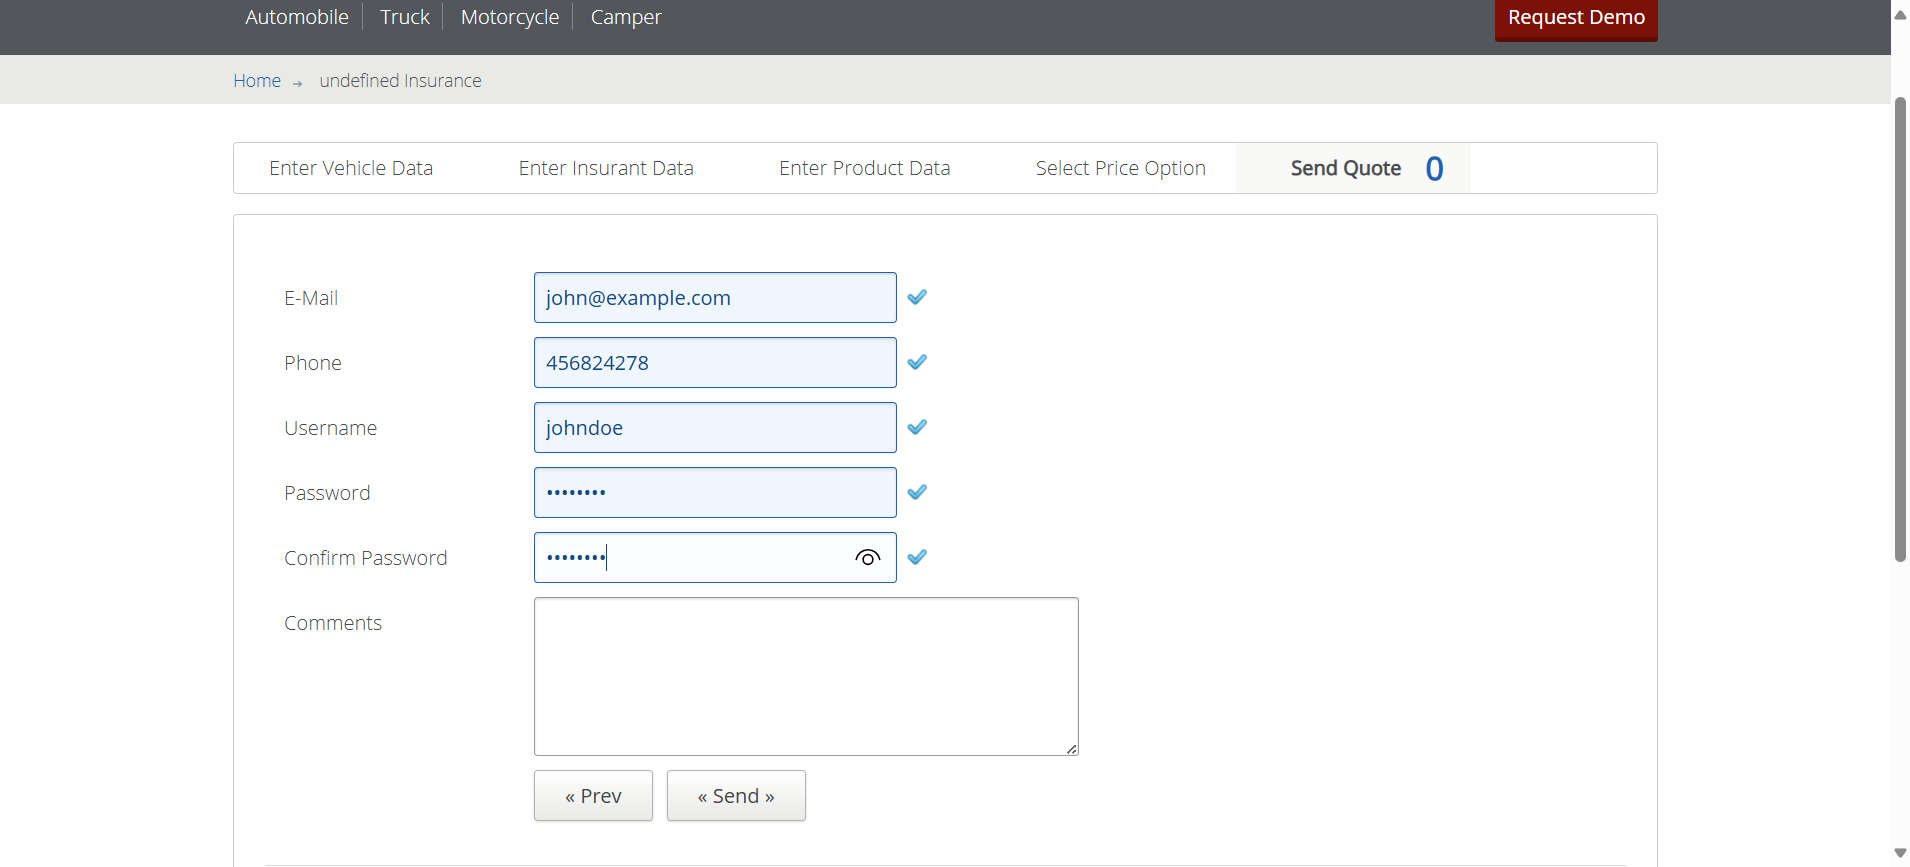 Automobile Truck Motorcycle Camper Request Demo
Home → undefined Insurance
Enter Vehicle Data Enter Insurant Data Enter Product Data Select Price Option Send Quote 0
E-Mail john@example.com
Phone 456824278
Username johndoe
Password ••••••••
Confirm Password ••••••••
Comments
« Prev « Send »